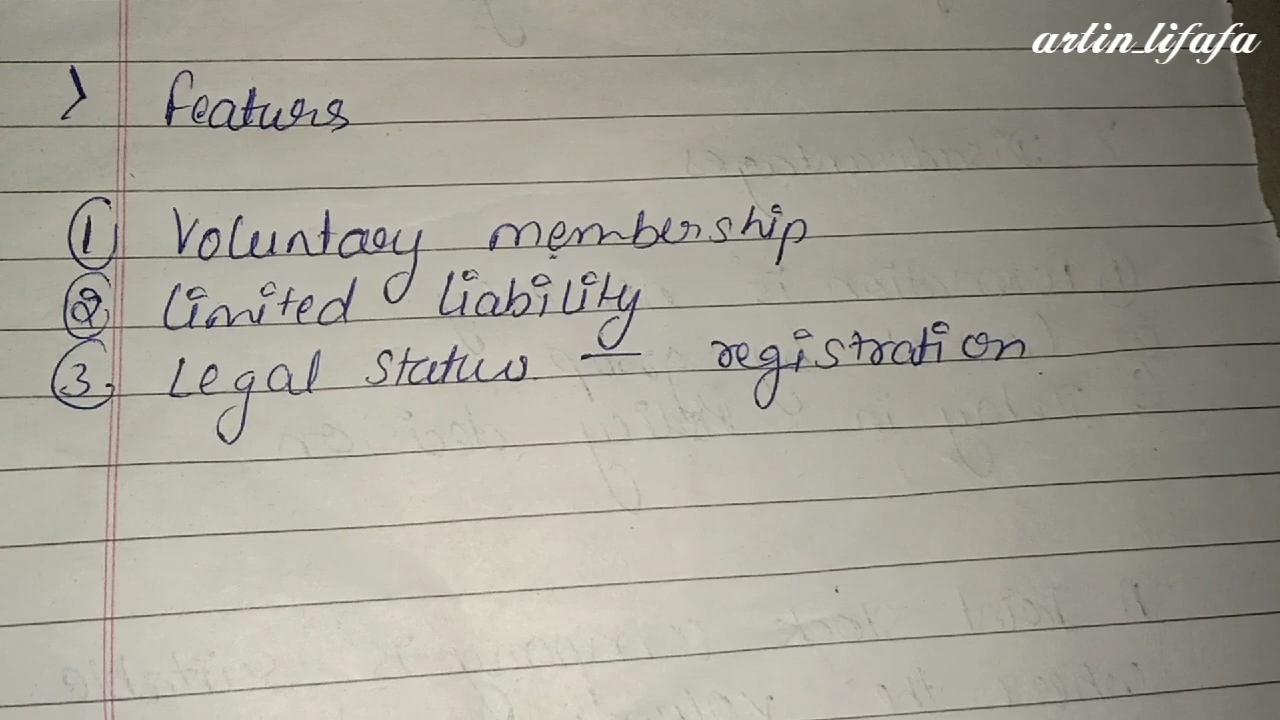 artin_lifafa
> Features
① Voluntary membership
② Limited liability
③ Legal status — registration